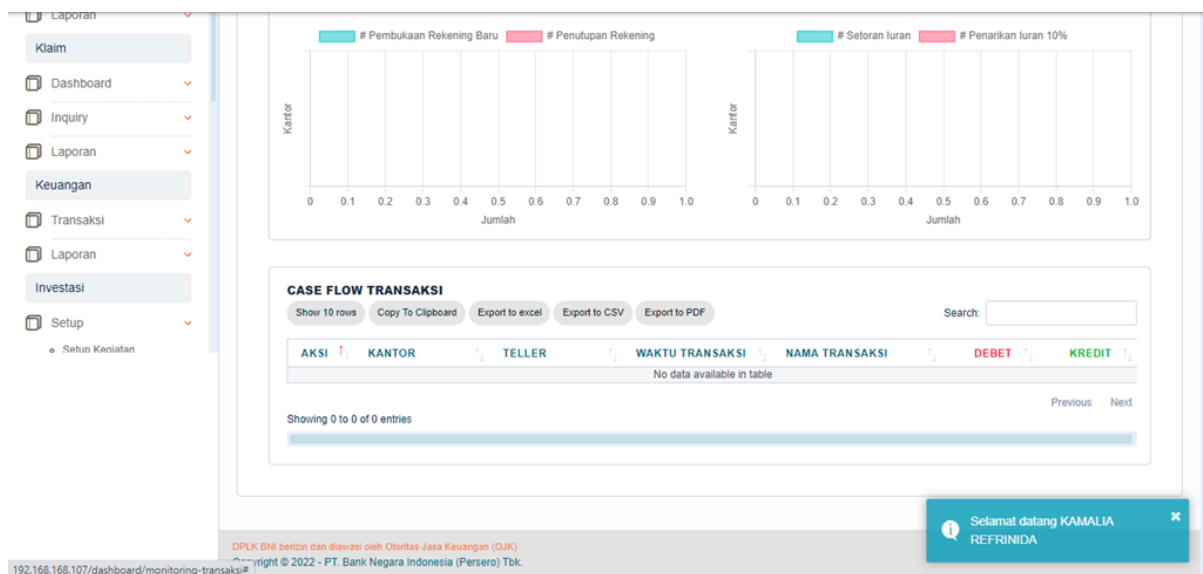 Laporan
Klaim
Dashboard
Inquiry
Laporan
Keuangan
Transaksi
Laporan
Investasi
Setup
Setup Kegiatan
# Pembukaan Rekening Baru # Penutupan Rekening
Kantor
0 0.1 0.2 0.3 0.4 0.5 0.6 0.7 0.8 0.9 1.0
Jumlah
# Setoran Iuran # Penarikan Iuran 10%
Kantor
0 0.1 0.2 0.3 0.4 0.5 0.6 0.7 0.8 0.9 1.0
Jumlah
CASE FLOW TRANSAKSI
Show 10 rows Copy To Clipboard Export to excel Export to CSV Export to PDF Search:
AKSI KANTOR TELLER WAKTU TRANSAKSI NAMA TRANSAKSI DEBET KREDIT
No data available in table
Previous Next
Showing 0 to 0 of 0 entries
Selamat datang KAMALIA
REFRINIDA
DPLK BNI berizin dan diawasi oleh Otoritas Jasa Keuangan (OJK)
right © 2022 - PT. Bank Negara Indonesia (Persero) Tbk.
192.168.168.107/dashboard/monitoring-transaksi#